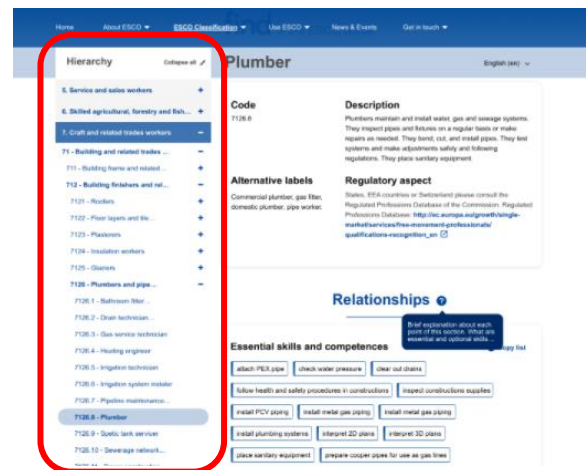 Home About ESCO ESCO Classification Use ESCO News & Events Get in touch
Hierarchy Collapse all
Plumber
English (en)
5. Service and sales workers +
6. Skilled agricultural, forestry and fish... +
7. Craft and related trades workers −
71 - Building and related trades ... −
711 - Building frame and related... +
712 - Building finishers and rel... −
7121 - Roofers +
7122 - Floor layers and tile... +
7123 - Plasterers +
7124 - Insulation workers +
7125 - Glaziers +
7126 - Plumbers and pipe... −
7126.1 - Bathroom fitter
7126.2 - Drain technician
7126.3 - Gas service technician
7126.4 - Heating engineer
7126.5 - Irrigation technician
7126.6 - Irrigation system installer
7126.7 - Pipeline maintenance...
7126.8 - Plumber
7126.9 - Spetic tank servicer
7126.10 - Sewerage network...
Code
7126.8
Description
Plumbers maintain and install water, gas and sewage systems.
They inspect pipes and fixtures on a regular basis or make
repairs as needed. They bend, cut, and install pipes. They test
systems and make adjustments safely and following
regulations. They place sanitary equipment.
Alternative labels
Commercial plumber, gas fitter,
domestic plumber, pipe worker.
Regulatory aspect
States, EEA countries or Switzerland please consult the
Regulated Professions Database of the Commission. Regulated
Professions Database: http://ec.europa.eu/growth/single-
market/services/free-movement-professionals/
qualifications-recognition_en
Relationships ?
Brief explanation about each
point of this section. What are
essential and optional skills...
Essential skills and competences
py list
attach PEX pipe check water pressure clear out drains
follow health and safety procedures in constructions inspect constructions supplies
install PCV piping install metal gas piping install metal gas piping
install plumbing systems interpret 2D plans interpret 3D plans
place sanitary equipment prepare cooper pipes for use as gas lines